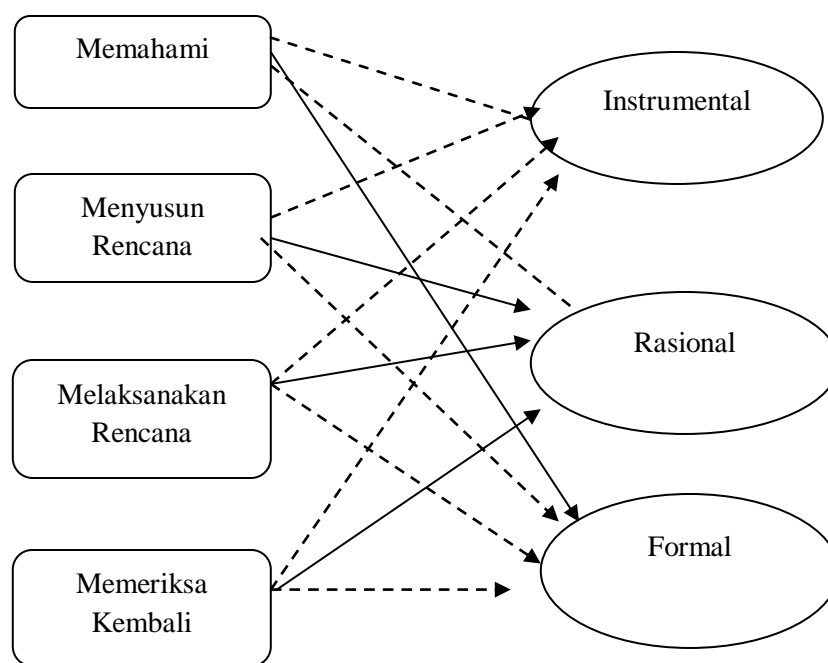 Memahami
Instrumental
Menyusun
Rencana
Rasional
Melaksanakan
Rencana
Formal
Memeriksa
Kembali